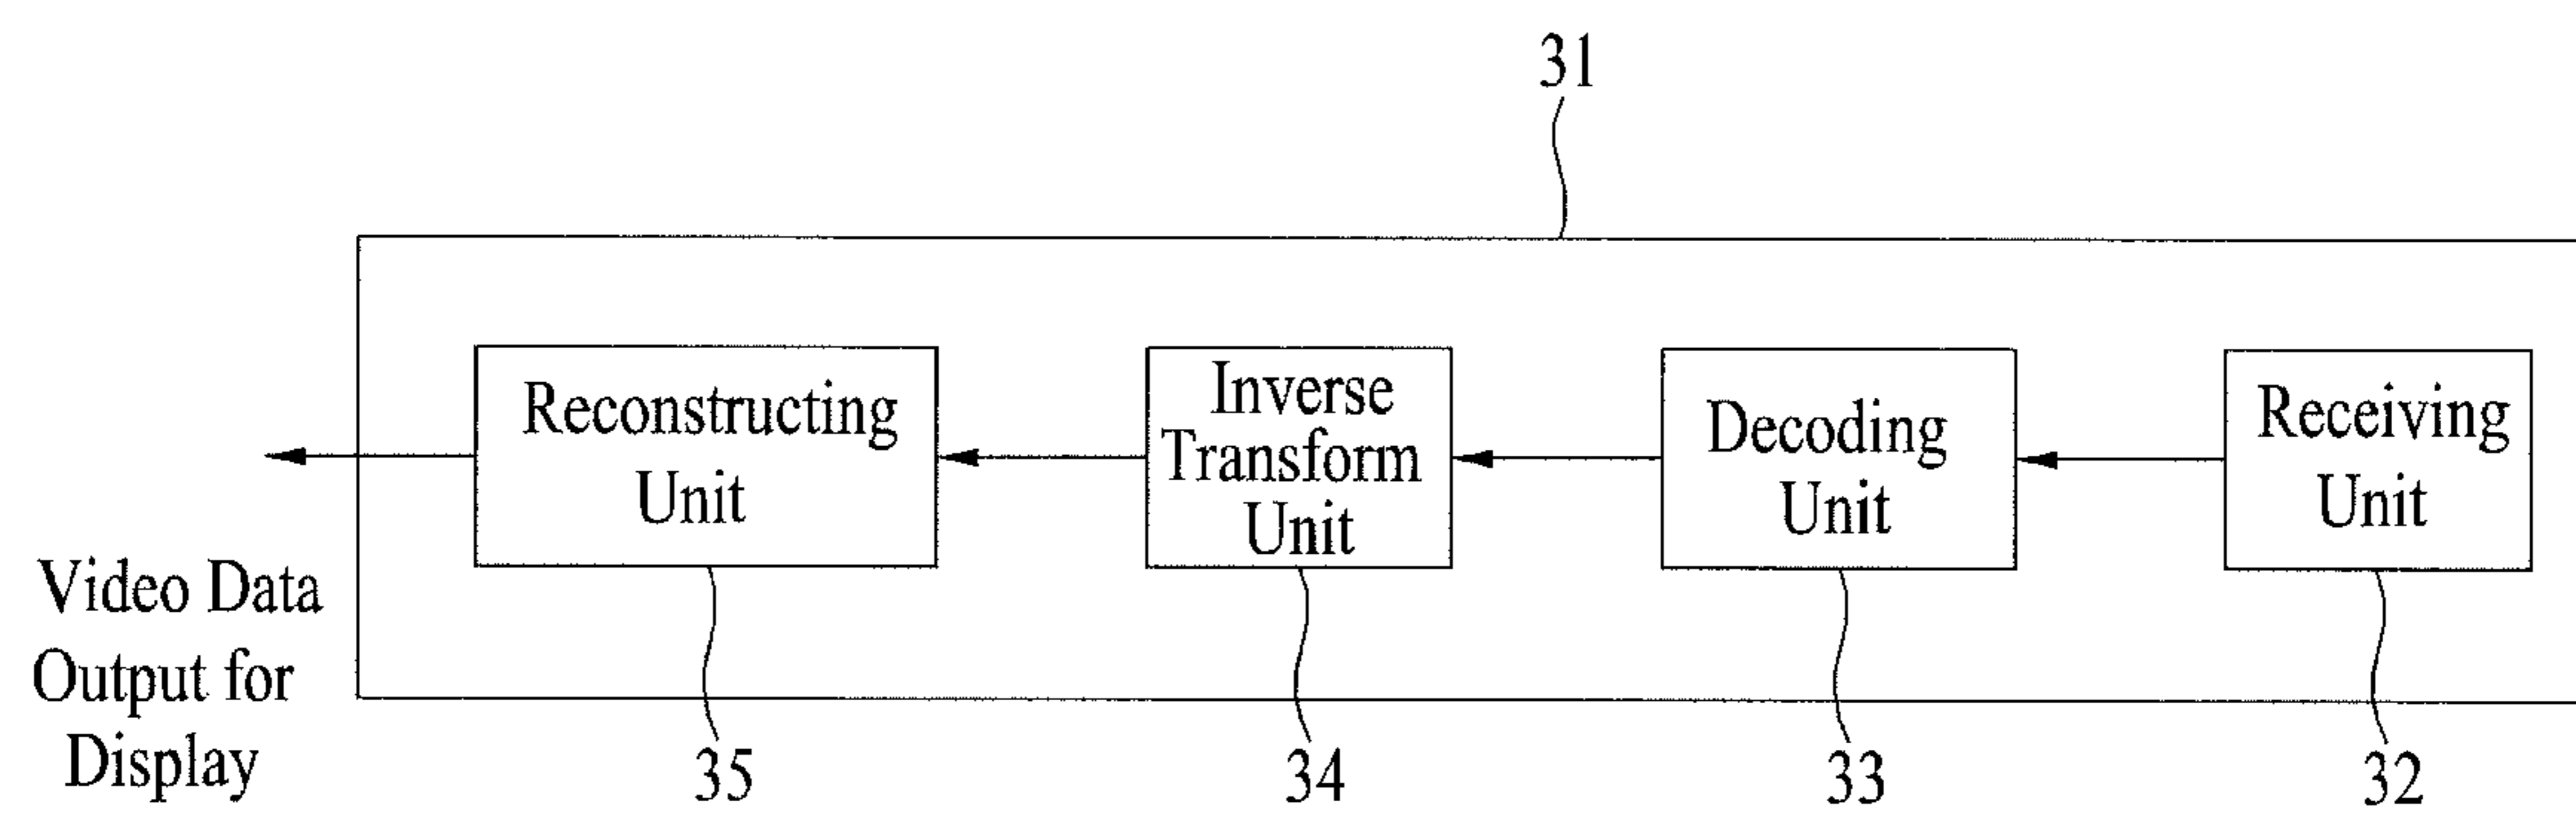 31
Reconstructing
Unit
Inverse
Transform
Unit
Decoding
Unit
Receiving
Unit
Video Data
Output for
Display
35
34
33
32